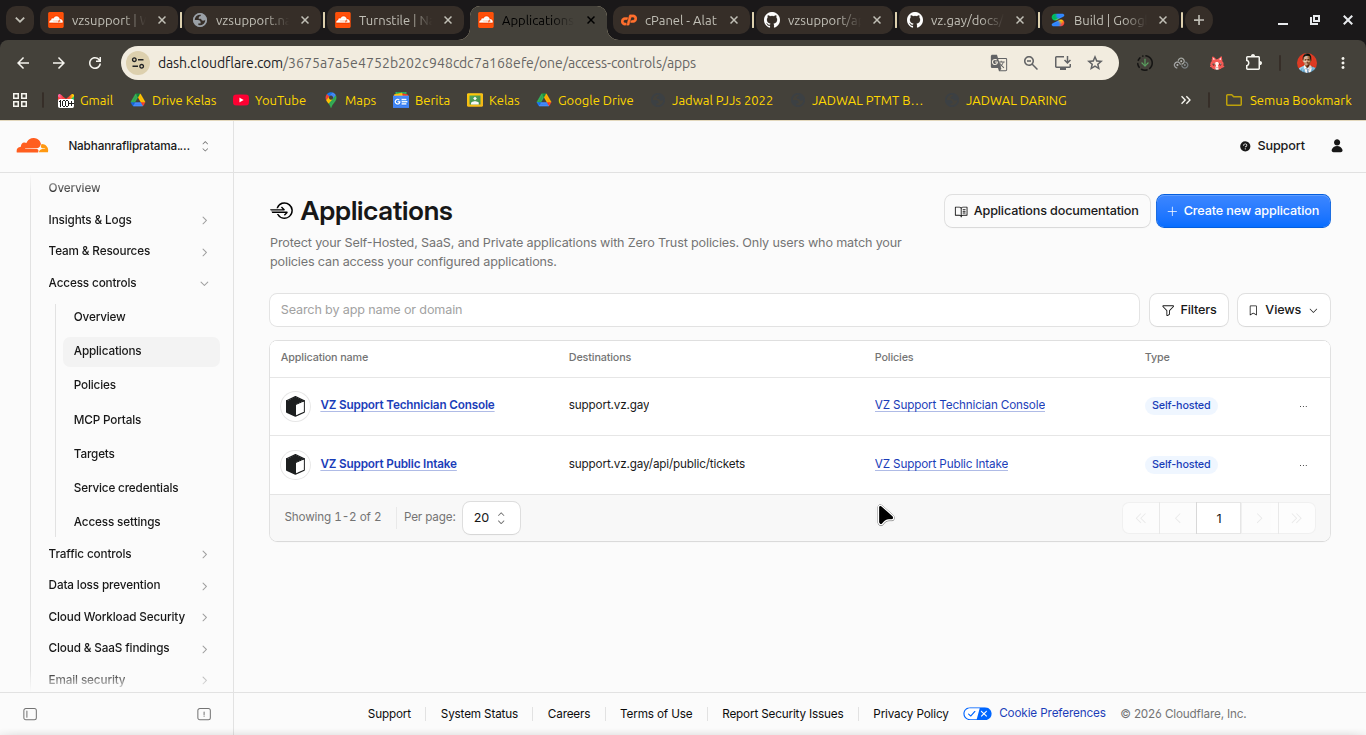 vzsupport |
vzsupport.n
Turnstile | N
Applications
cPanel - Alat
vzsupport/a
vz.gay/docs/
Build | Goog
dash.cloudflare.com/3675a7a5e4752b202c948cdc7a168efe/one/access-controls/apps
Gmail
Drive Kelas
YouTube
Maps
Berita
Kelas
Google Drive
Jadwal PJJs 2022
JADWAL PTMT B...
JADWAL DARING
Semua Bookmark
Nabhanraflipratama....
Support
Overview
Insights & Logs
Team & Resources
Access controls
Overview
Applications
Policies
MCP Portals
Targets
Service credentials
Access settings
Traffic controls
Data loss prevention
Cloud Workload Security
Cloud & SaaS findings
Email security
Applications
Applications documentation
Create new application
Protect your Self-Hosted, SaaS, and Private applications with Zero Trust policies. Only users who match your
policies can access your configured applications.
Search by app name or domain
Filters
Views
Application name Destinations Policies Type
VZ Support Technician Console support.vz.gay VZ Support Technician Console Self-hosted ...
VZ Support Public Intake support.vz.gay/api/public/tickets VZ Support Public Intake Self-hosted ...
Showing 1-2 of 2 Per page: 20 1
Support System Status Careers Terms of Use Report Security Issues Privacy Policy Cookie Preferences © 2026 Cloudflare, Inc.